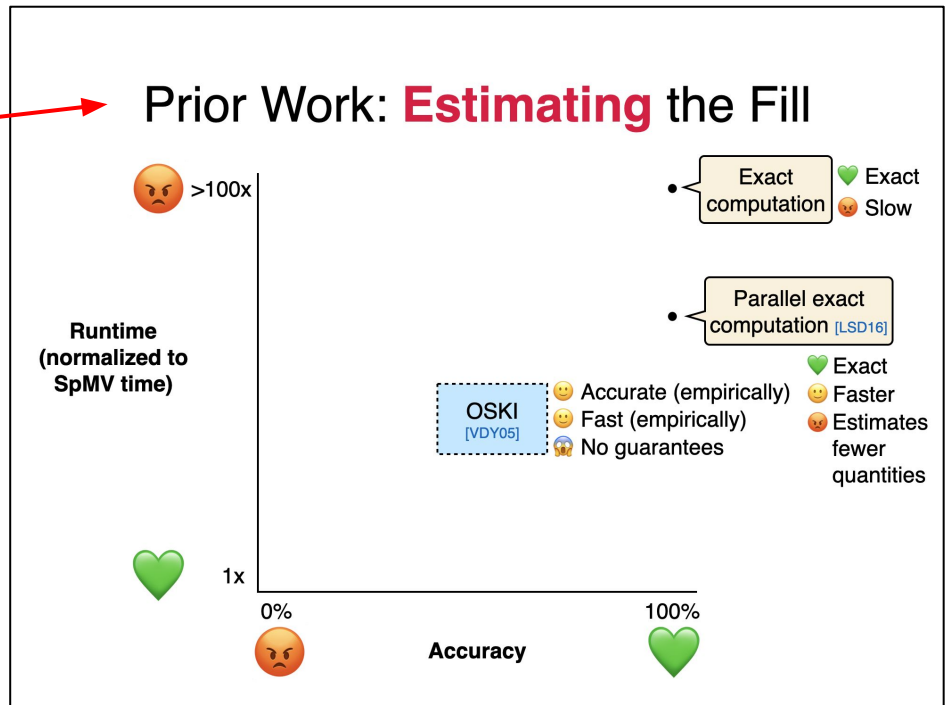 Prior Work: Estimating the Fill
>100x
Exact
computation
Exact
Slow
Parallel exact
computation [LSD16]
Runtime
(normalized to
SpMV time)
Exact
Faster
Estimates
fewer
quantities
OSKI
[VDY05]
Accurate (empirically)
Fast (empirically)
No guarantees
1x
0%
100%
Accuracy